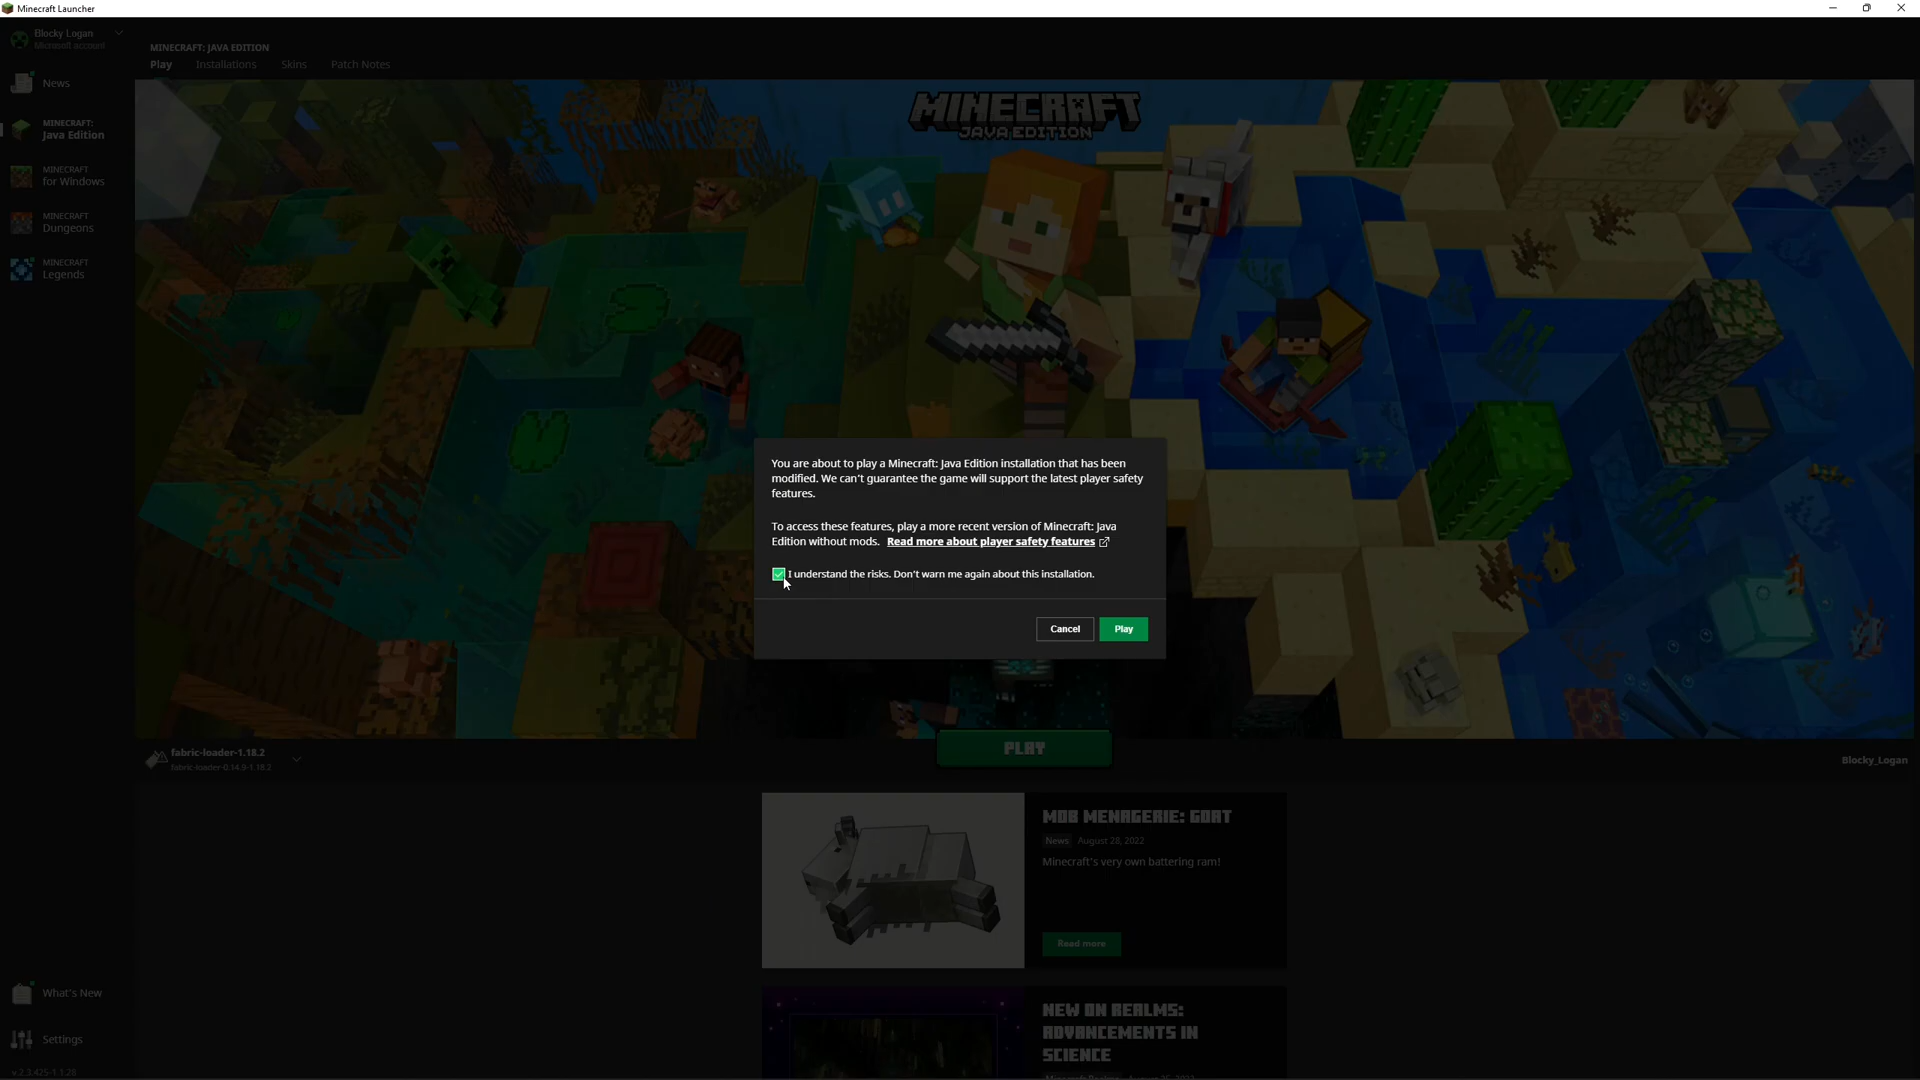 Minecraft Launcher
Blocky Logan
Microsoft account
News
MINECRAFT:
Java Edition
MINECRAFT
for Windows
MINECRAFT
Dungeons
MINECRAFT
Legends
What's New
Settings
v 2.3.425-1.1.28
MINECRAFT: JAVA EDITION
Play Installations Skins Patch Notes
MINECRAFT
JAVA EDITION
You are about to play a Minecraft: Java Edition installation that has been
modified. We can't guarantee the game will support the latest player safety
features.
To access these features, play a more recent version of Minecraft: Java
Edition without mods. Read more about player safety features
I understand the risks. Don't warn me again about this installation.
Cancel Play
fabric-loader-1.18.2
fabric-loader-0.14.9-1.18.2
PLAY
Blocky_Logan
MOB MENAGERIE: GOAT
News August 28, 2022
Minecraft's very own battering ram!
Read more
NEW ON REALMS:
ADVANCEMENTS IN
SCIENCE